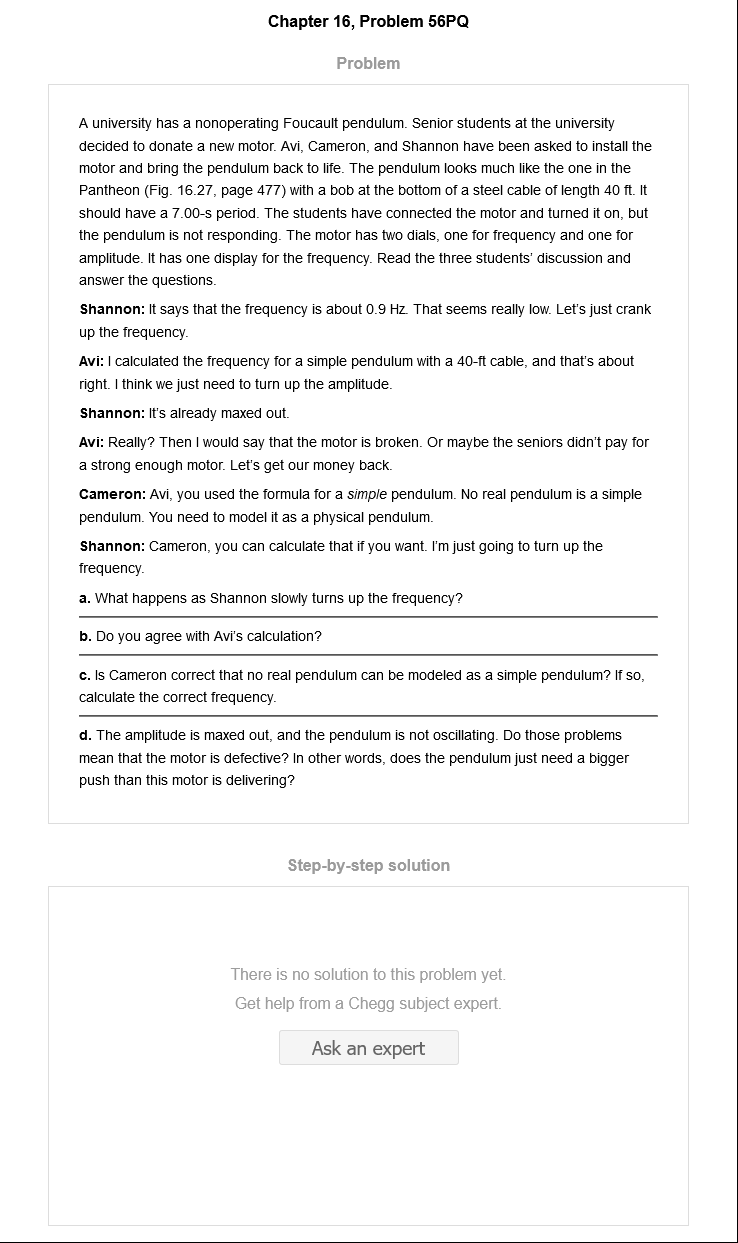 Chapter 16, Problem 56PQ
Problem
A university has a nonoperating Foucault pendulum. Senior students at the university
decided to donate a new motor. Avi, Cameron, and Shannon have been asked to install the
motor and bring the pendulum back to life. The pendulum looks much like the one in the
Pantheon (Fig. 16.27, page 477) with a bob at the bottom of a steel cable of length 40 ft. It
should have a 7.00-s period. The students have connected the motor and turned it on, but
the pendulum is not responding. The motor has two dials, one for frequency and one for
amplitude. It has one display for the frequency. Read the three students' discussion and
answer the questions.
Shannon: It says that the frequency is about 0.9 Hz. That seems really low. Let's just crank
up the frequency.
Avi: I calculated the frequency for a simple pendulum with a 40-ft cable, and that's about
right. I think we just need to turn up the amplitude.
Shannon: It's already maxed out.
Avi: Really? Then I would say that the motor is broken. Or maybe the seniors didn't pay for
a strong enough motor. Let's get our money back.
Cameron: Avi, you used the formula for a simple pendulum. No real pendulum is a simple
pendulum. You need to model it as a physical pendulum.
Shannon: Cameron, you can calculate that if you want. I'm just going to turn up the
frequency.
a. What happens as Shannon slowly turns up the frequency?
b. Do you agree with Avi's calculation?
c. Is Cameron correct that no real pendulum can be modeled as a simple pendulum? If so,
calculate the correct frequency.
d. The amplitude is maxed out, and the pendulum is not oscillating. Do those problems
mean that the motor is defective? In other words, does the pendulum just need a bigger
push than this motor is delivering?
Step-by-step solution
There is no solution to this problem yet.
Get help from a Chegg subject expert.
Ask an expert